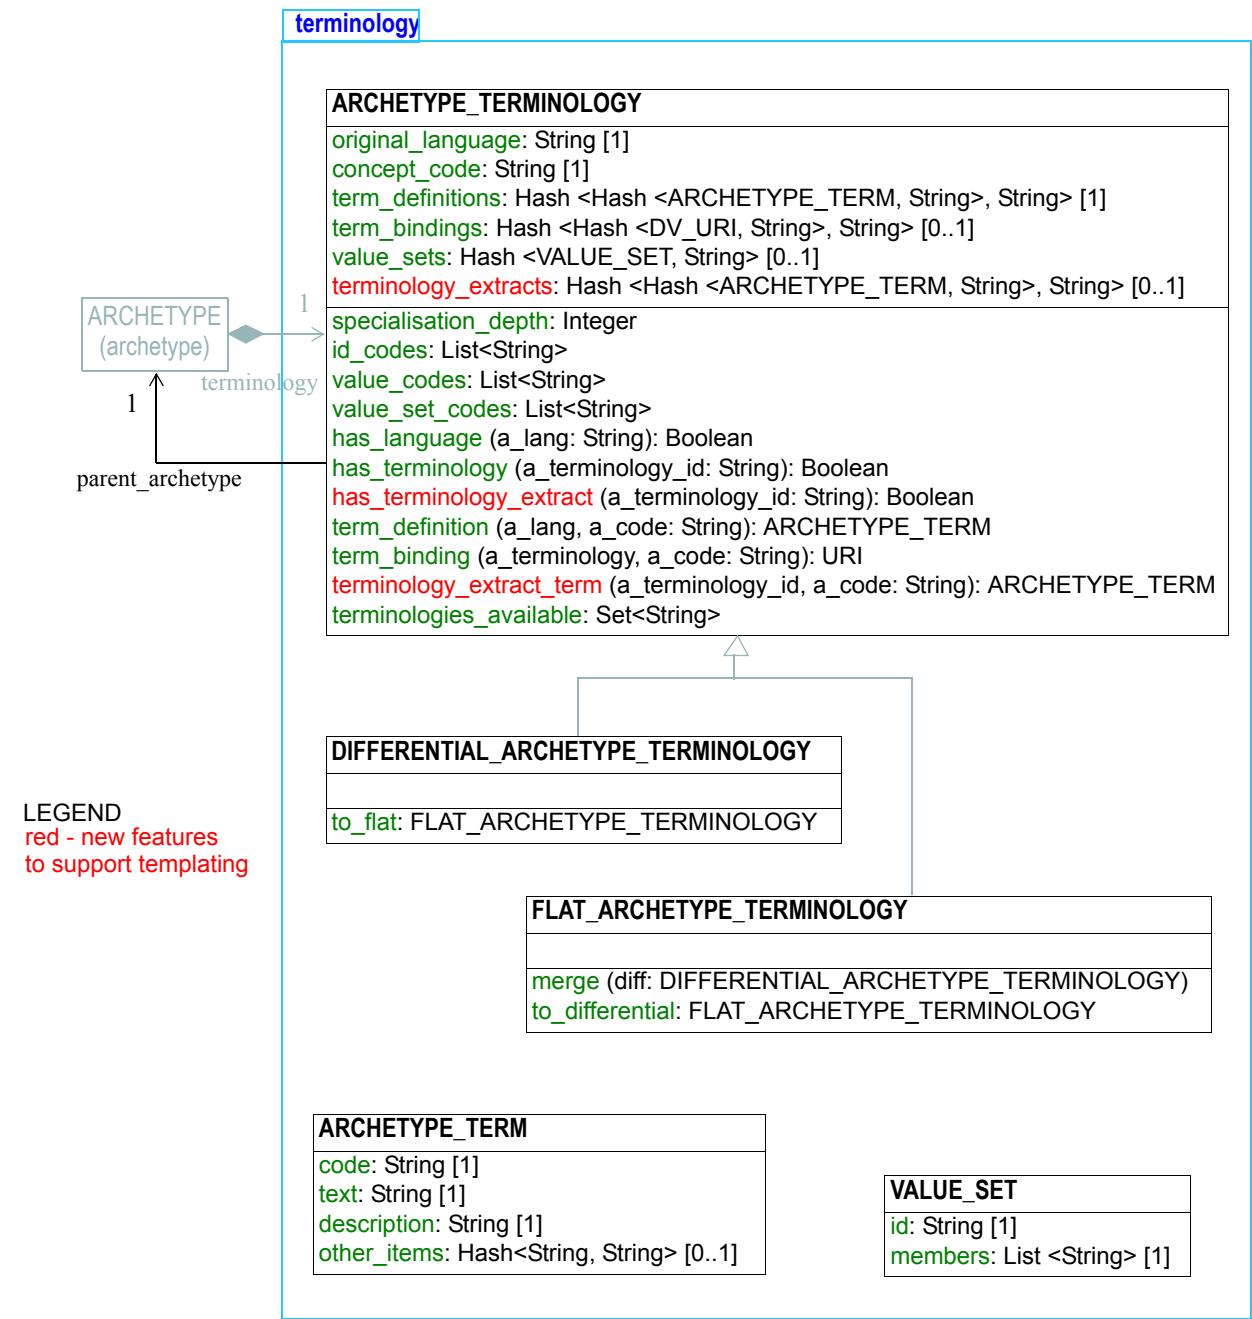 terminology
ARCHETYPE_TERMINOLOGY
original_language: String [1]
concept_code: String [1]
term_definitions: Hash <Hash <ARCHETYPE_TERM, String>, String> [1]
term_bindings: Hash <Hash <DV_URI, String>, String> [0..1]
value_sets: Hash <VALUE_SET, String> [0..1]
terminology_extracts: Hash <Hash <ARCHETYPE_TERM, String>, String> [0..1]
specialisation_depth: Integer
id_codes: List<String>
value_codes: List<String>
value_set_codes: List<String>
has_language (a_lang: String): Boolean
has_terminology (a_terminology_id: String): Boolean
has_terminology_extract (a_terminology_id: String): Boolean
term_definition (a_lang, a_code: String): ARCHETYPE_TERM
term_binding (a_terminology, a_code: String): URI
terminology_extract_term (a_terminology_id, a_code: String): ARCHETYPE_TERM
terminologies_available: Set<String>
ARCHETYPE
(archetype)
1
terminology
1
parent_archetype
DIFFERENTIAL_ARCHETYPE_TERMINOLOGY
to_flat: FLAT_ARCHETYPE_TERMINOLOGY
LEGEND
red - new features
to support templating
FLAT_ARCHETYPE_TERMINOLOGY
merge (diff: DIFFERENTIAL_ARCHETYPE_TERMINOLOGY)
to_differential: FLAT_ARCHETYPE_TERMINOLOGY
ARCHETYPE_TERM
code: String [1]
text: String [1]
description: String [1]
other_items: Hash<String, String> [0..1]
VALUE_SET
id: String [1]
members: List <String> [1]